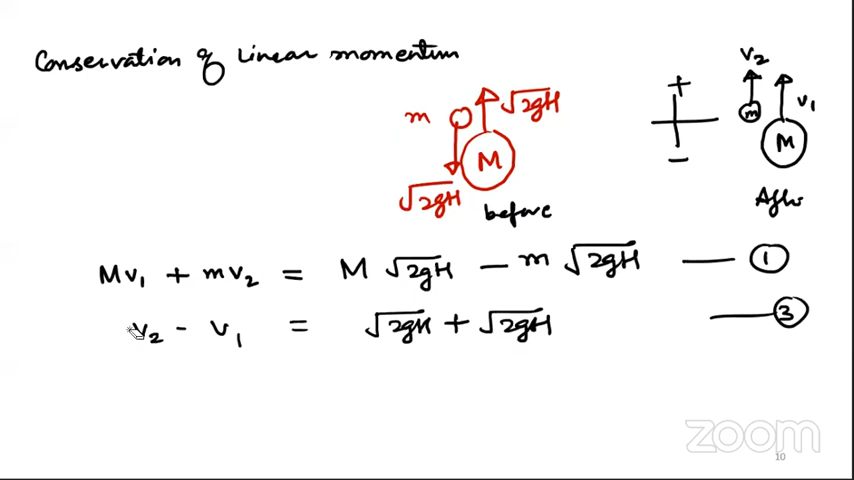 Conservation of Linear momentum
v₂
+
m
v₁
M
−
m
√2gH
M
√2gH
before
After
Mv₁ + mv₂ = M √2gH − m √2gH —— ①
v₂ − v₁ = √2gH + √2gH —— ③
zoom
10